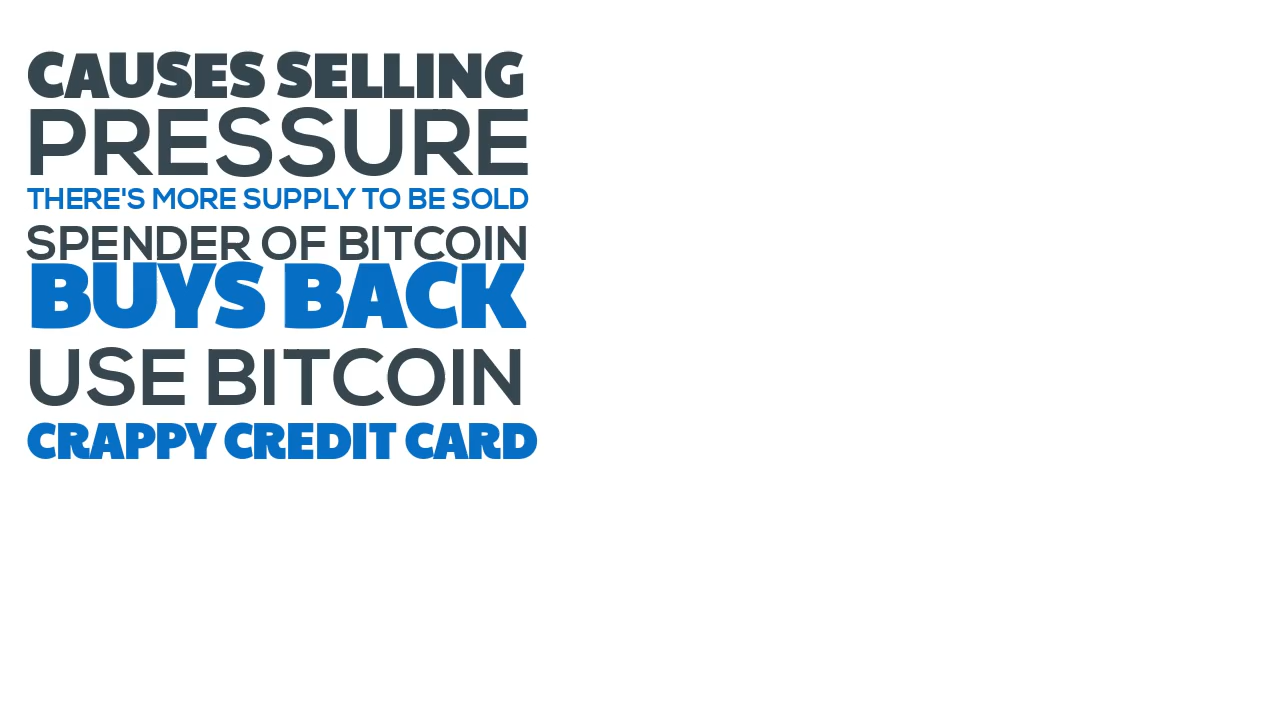 CAUSES SELLING
PRESSURE
THERE'S MORE SUPPLY TO BE SOLD
SPENDER OF BITCOIN
BUYS BACK
USE BITCOIN
CRAPPY CREDIT CARD